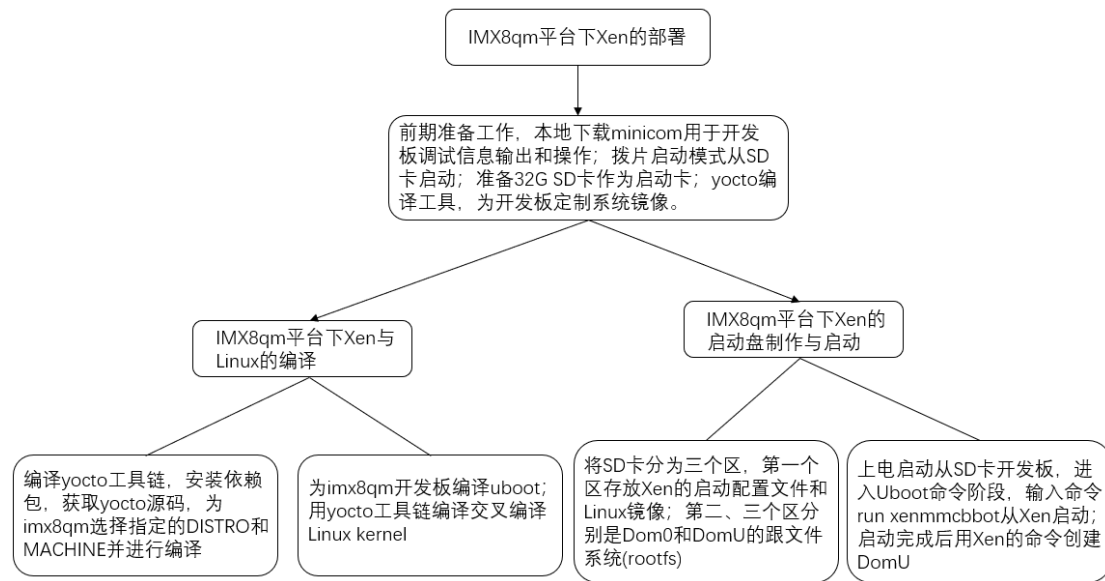 IMX8qm平台下Xen的部署
前期准备工作，本地下载minicom用于开发
板调试信息输出和操作；拨片启动模式从SD
卡启动；准备32G SD卡作为启动卡；yocto编
译工具，为开发板定制系统镜像。
IMX8qm平台下Xen与
Linux的编译
IMX8qm平台下Xen的
启动盘制作与启动
编译yocto工具链，安装依赖
包，获取yocto源码，为
imx8qm选择指定的DISTRO和
MACHINE并进行编译
为imx8qm开发板编译uboot；
用yocto工具链编译交叉编译
Linux kernel
将SD卡分为三个区，第一个
区存放Xen的启动配置文件和
Linux镜像；第二、三个区分
别是Dom0和DomU的跟文件
系统(rootfs)
上电启动从SD卡开发板，进
入Uboot命令阶段，输入命令
run xenmmcbbot从Xen启动；
启动完成后用Xen的命令创建
DomU